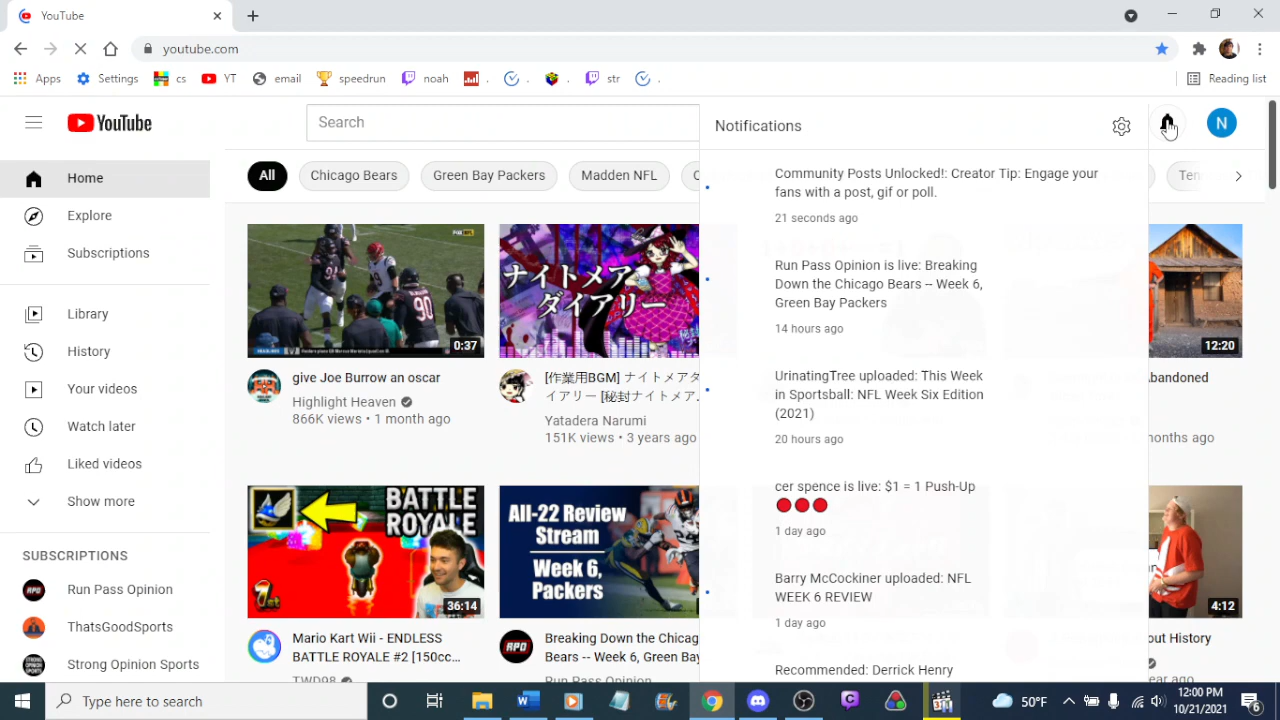 YouTube
youtube.com
Apps
Settings
cs
YT
email
speedrun
noah
.
.
.
str
.
Reading list
YouTube
Search
Notifications
N
All
Chicago Bears
Green Bay Packers
Madden NFL
Ten
Home
Explore
Subscriptions
Library
History
Your videos
Watch later
Liked videos
Show more
SUBSCRIPTIONS
Run Pass Opinion
ThatsGoodSports
Strong Opinion Sports
0:37
give Joe Burrow an oscar
Highlight Heaven
866K views • 1 month ago
ナイトメア
ダイアリー
[作業用BGM] ナイトメアダ
イアリー [秘封ナイトメア...
Yatadera Narumi
151K views • 3 years ago
BATTLE
ROYALE
36:14
Mario Kart Wii - ENDLESS
BATTLE ROYALE #2 [150cc...
TWD98
All-22 Review
Stream
Week 6,
Packers
RPO
Breaking Down the Chicag
Bears -- Week 6, Green Bay
Run Pass Opinion
Community Posts Unlocked!: Creator Tip: Engage your
fans with a post, gif or poll.
21 seconds ago
Run Pass Opinion is live: Breaking
Down the Chicago Bears -- Week 6,
Green Bay Packers
14 hours ago
UrinatingTree uploaded: This Week
in Sportsball: NFL Week Six Edition
(2021)
20 hours ago
cer spence is live: $1 = 1 Push-Up
1 day ago
Barry McCockiner uploaded: NFL
WEEK 6 REVIEW
1 day ago
Recommended: Derrick Henry
12:20
Abandoned
onths ago
4:12
out History
ear ago
Type here to search
50°F
12:00 PM
10/21/2021
6